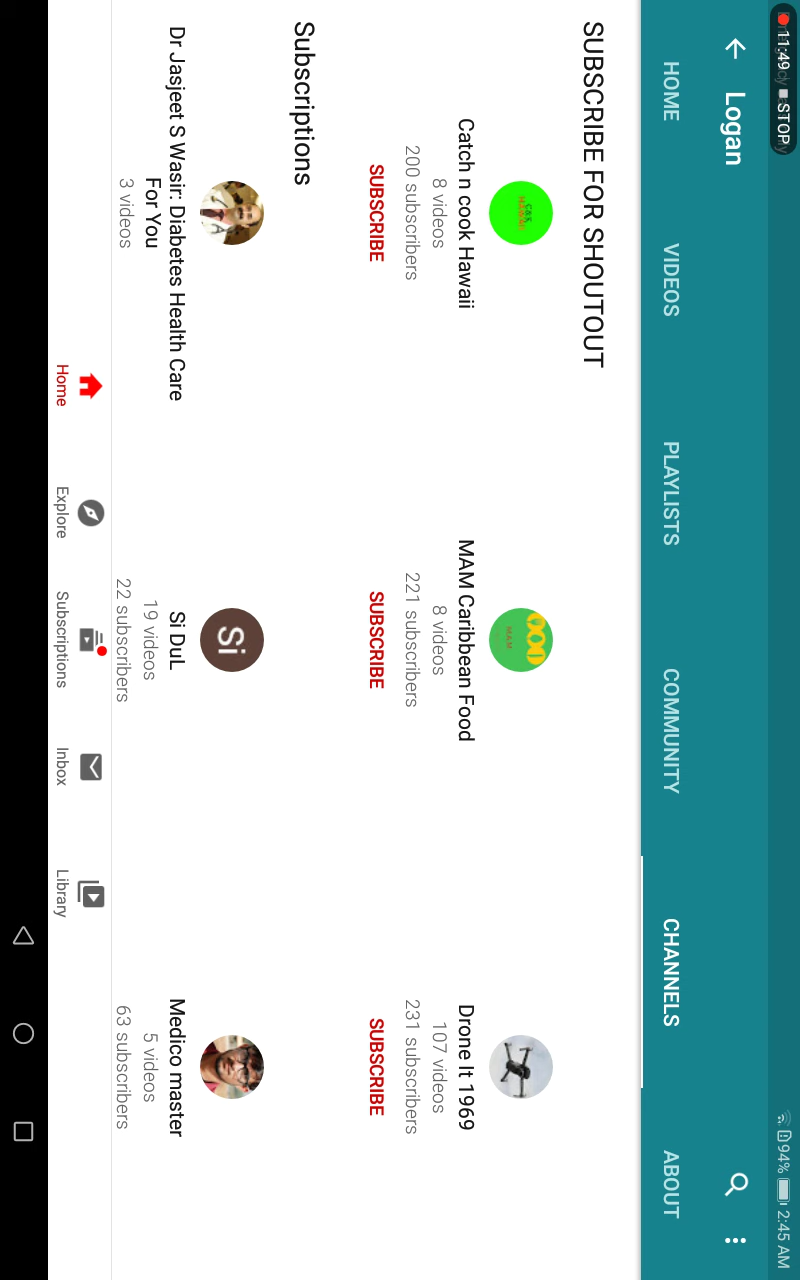 11:49 STOP
94% 2:45 AM
Logan
HOME VIDEOS PLAYLISTS COMMUNITY CHANNELS ABOUT
SUBSCRIBE FOR SHOUTOUT
Catch n cook Hawaii
8 videos
200 subscribers
SUBSCRIBE
MAM
MAM Caribbean Food
8 videos
221 subscribers
SUBSCRIBE
Drone It 1969
107 videos
231 subscribers
SUBSCRIBE
Subscriptions
Dr Jasjeet S Wasir: Diabetes Health Care
For You
3 videos
Si
Si DuL
19 videos
22 subscribers
Medico master
5 videos
63 subscribers
Home Explore Subscriptions Inbox Library